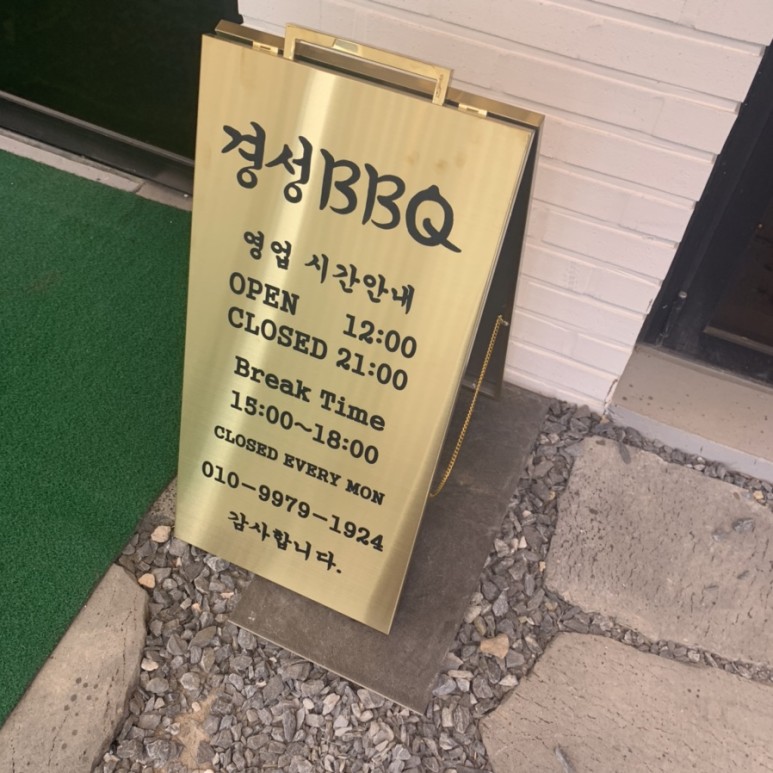 경성BBQ
영업 시간안내
OPEN 12:00
CLOSED 21:00
Break Time
15:00~18:00
CLOSED EVERY MON
010-9979-1924
감사합니다.